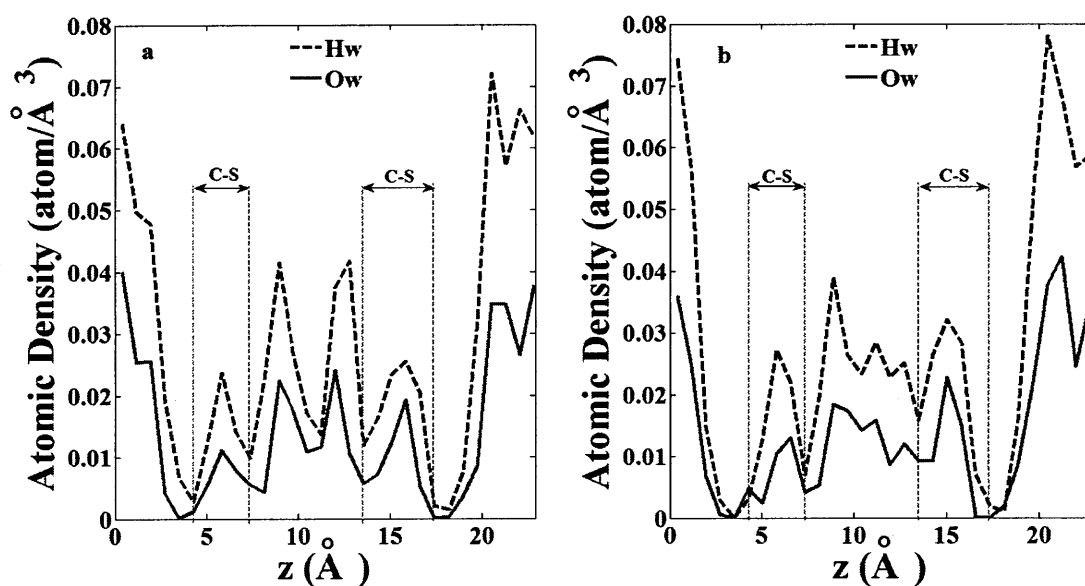 a
Hw
Ow
C-S
C-S
0.08
0.07
0.06
0.05
0.04
0.03
0.02
0.01
0
0 5 10 15 20
Atomic Density (atom/Å³)
z (Å)
b
Hw
Ow
C-S
C-S
0.08
0.07
0.06
0.05
0.04
0.03
0.02
0.01
0
0 5 10 15 20
Atomic Density (atom/Å³)
z (Å)